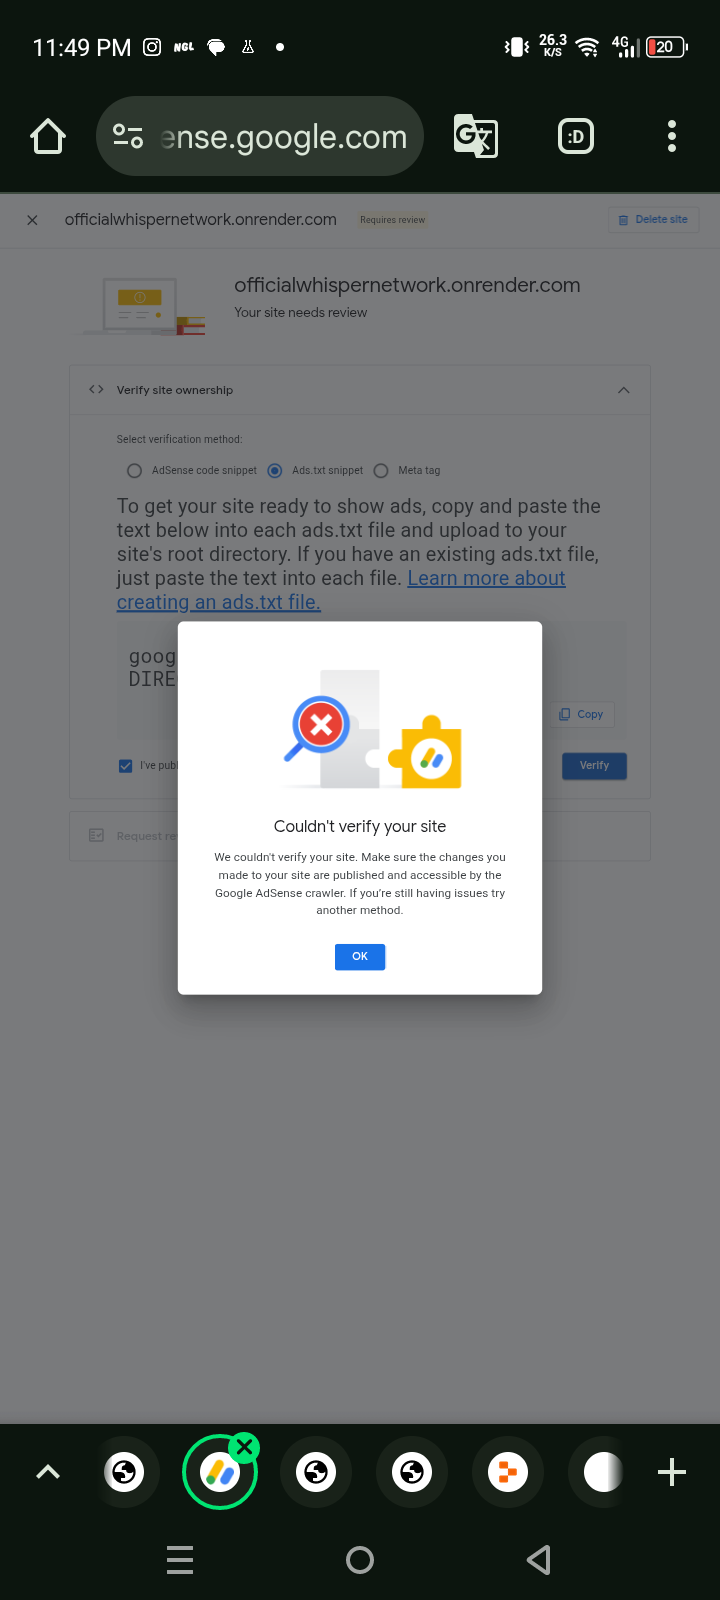 11:49 PM
NGL
26.3
K/S
4G
20
ense.google.com
:D
officialwhispernetwork.onrender.com
Requires review
Delete site
officialwhispernetwork.onrender.com
Your site needs review
Verify site ownership
Select verification method:
AdSense code snippet
Ads.txt snippet
Meta tag
To get your site ready to show ads, copy and paste the
text below into each ads.txt file and upload to your
site's root directory. If you have an existing ads.txt file,
just paste the text into each file. Learn more about
creating an ads.txt file.
goog
DIRE
Copy
I've publ
Verify
Request re
Couldn't verify your site
We couldn't verify your site. Make sure the changes you
made to your site are published and accessible by the
Google AdSense crawler. If you're still having issues try
another method.
OK